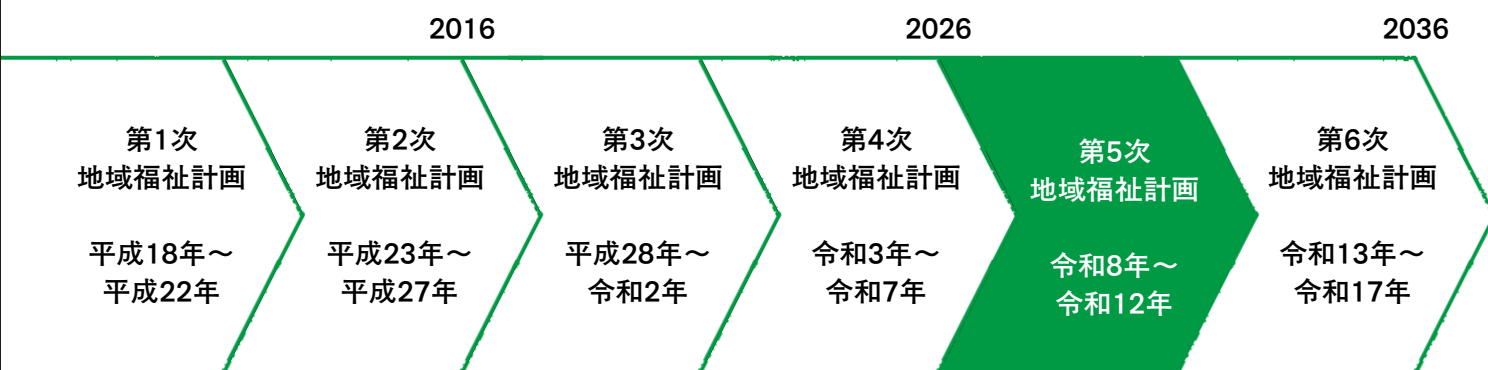 2016
2026
2036
第1次
地域福祉計画
平成18年～
平成22年
第2次
地域福祉計画
平成23年～
平成27年
第3次
地域福祉計画
平成28年～
令和2年
第4次
地域福祉計画
令和3年～
令和7年
第5次
地域福祉計画
令和8年～
令和12年
第6次
地域福祉計画
令和13年～
令和17年